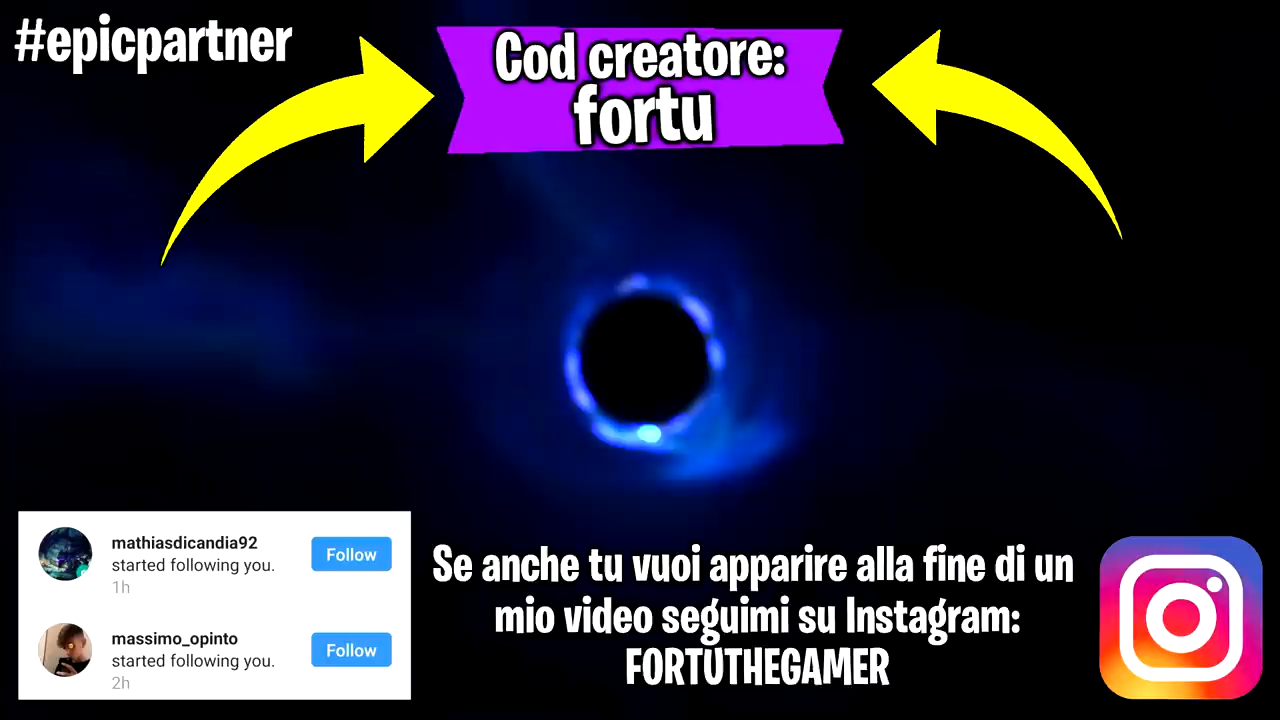 #epicpartner
Cod creatore:
fortu
mathiasdicandia92
started following you.
1h
Follow
massimo_opinto
started following you.
2h
Follow
Se anche tu vuoi apparire alla fine di un
mio video seguimi su Instagram:
FORTUTHEGAMER